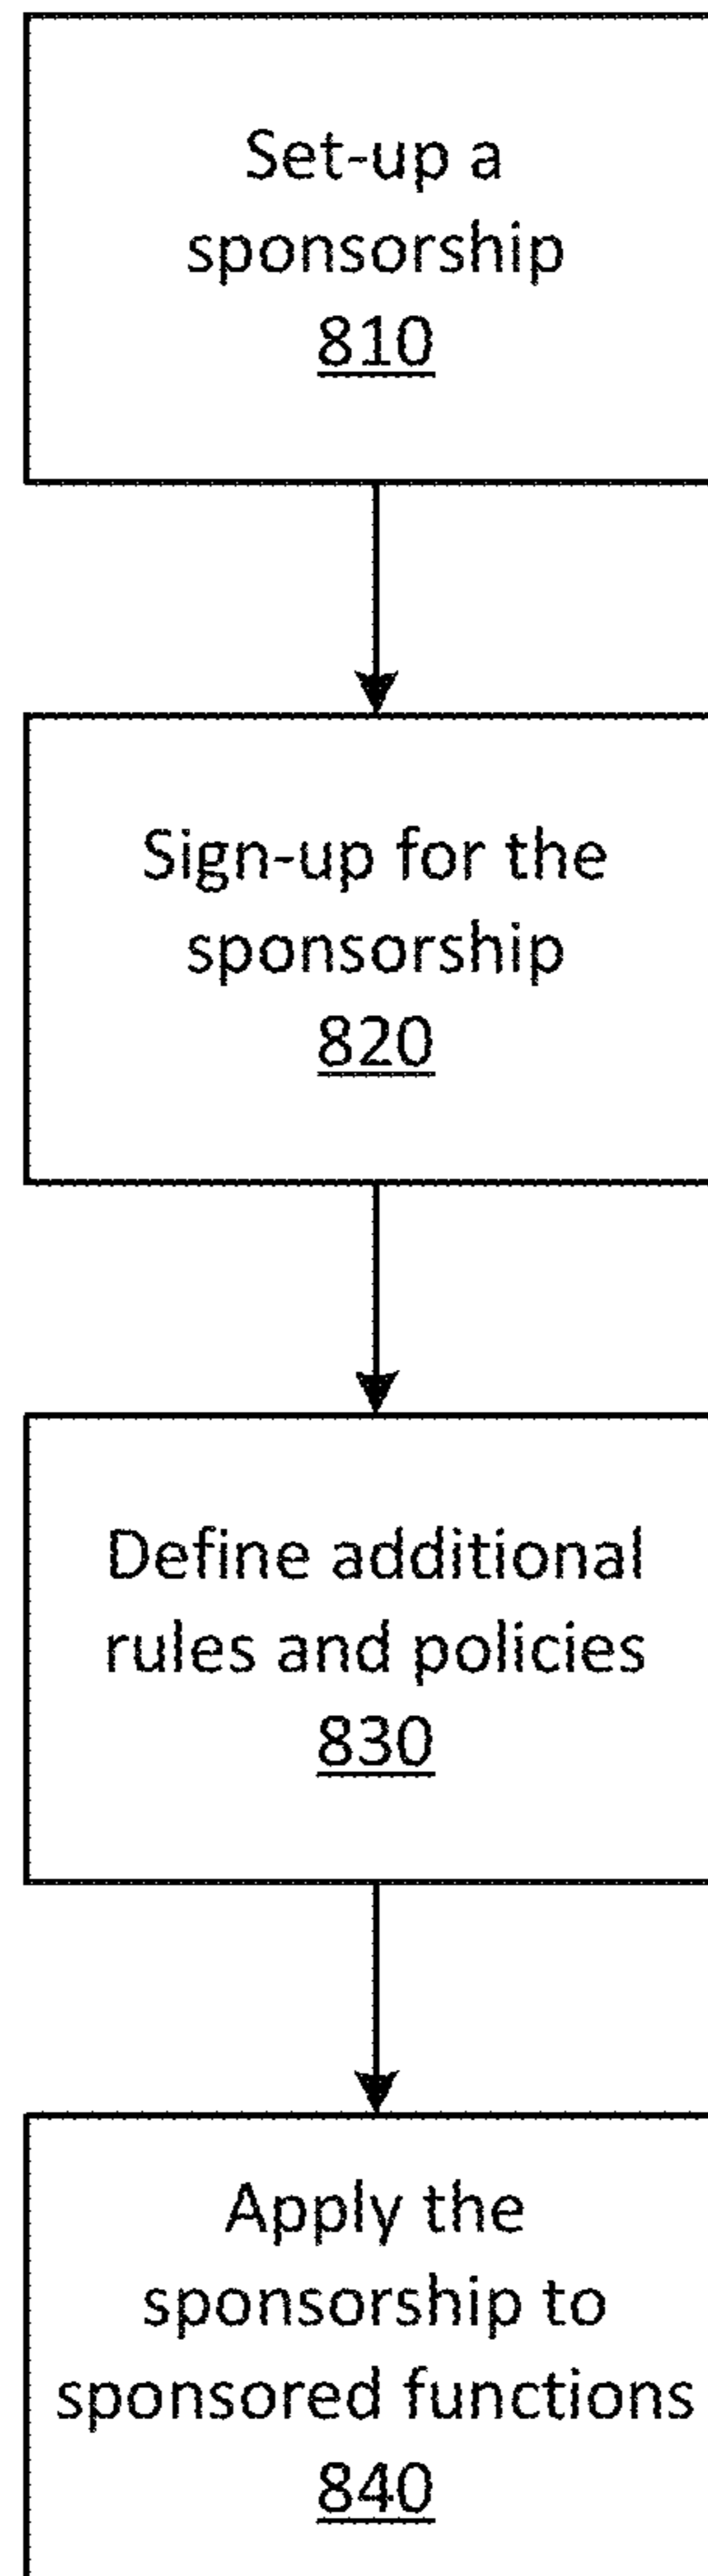 Set-up a
sponsorship
810
Sign-up for the
sponsorship
820
Define additional
rules and policies
830
Apply the
sponsorship to
sponsored functions
840